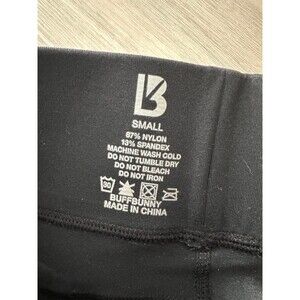 B
SMALL
87% NYLON
13% SPANDEX
MACHINE WASH COLD
DO NOT TUMBLE DRY
DO NOT BLEACH
DO NOT IRON
30
BUFFBUNNY
MADE IN CHINA